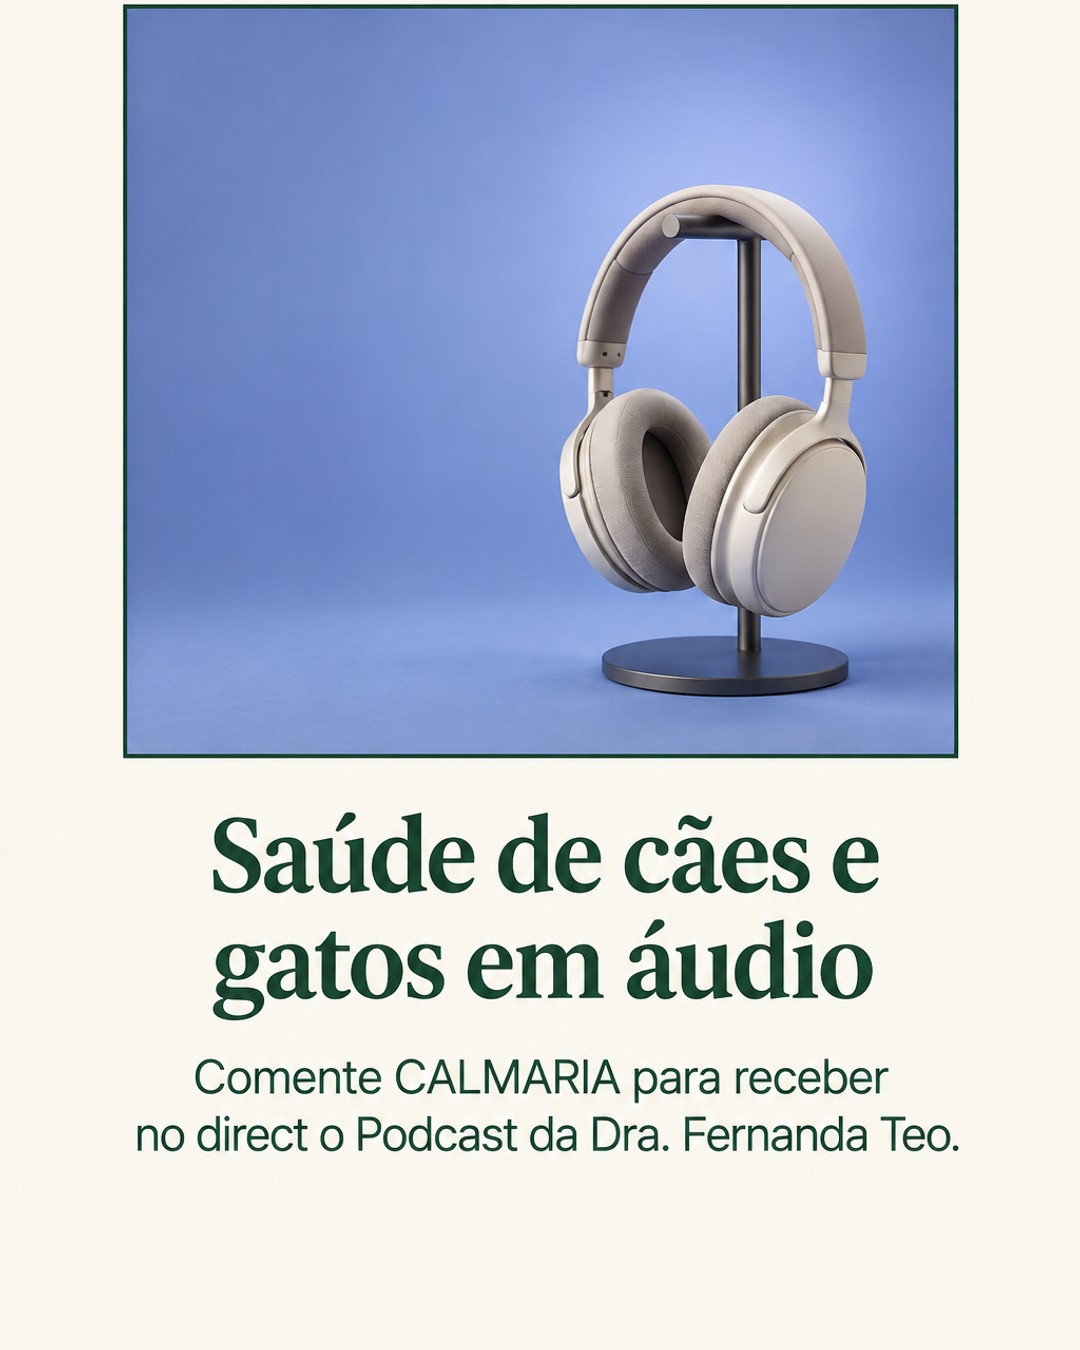 Saúde de cães e
gatos em áudio
Comente CALMARIA para receber
no direct o Podcast da Dra. Fernanda Teo.